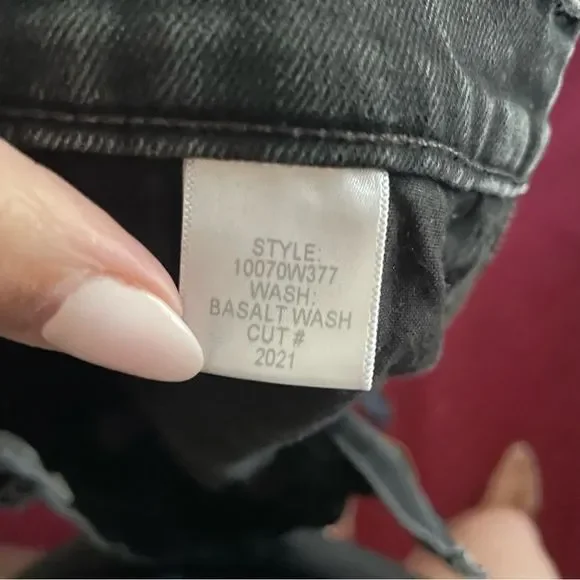 STYLE:
10070W377
WASH:
BASALT WASH
CUT #
2021